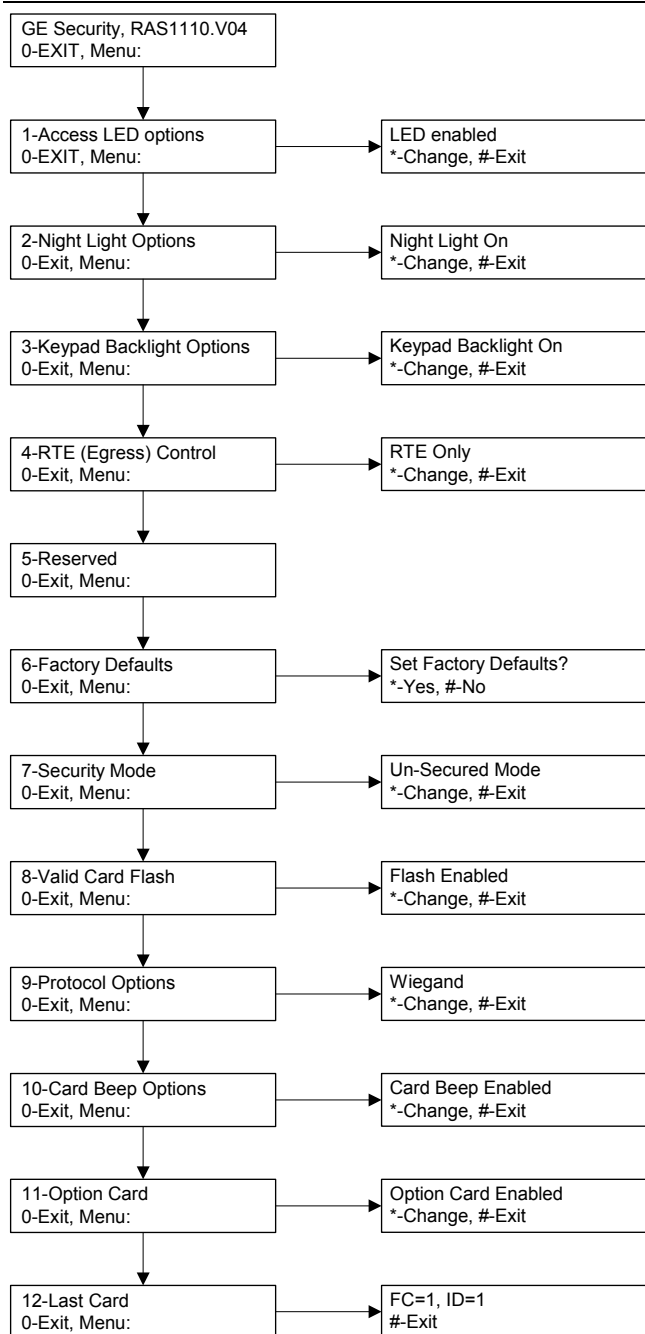 GE Security, RAS1110.V04
0-EXIT, Menu:
1-Access LED options
0-EXIT, Menu:
LED enabled
*-Change, #-Exit
2-Night Light Options
0-Exit, Menu:
Night Light On
*-Change, #-Exit
3-Keypad Backlight Options
0-Exit, Menu:
Keypad Backlight On
*-Change, #-Exit
4-RTE (Egress) Control
0-Exit, Menu:
RTE Only
*-Change, #-Exit
5-Reserved
0-Exit, Menu:
6-Factory Defaults
0-Exit, Menu:
Set Factory Defaults?
*-Yes, #-No
7-Security Mode
0-Exit, Menu:
Un-Secured Mode
*-Change, #-Exit
8-Valid Card Flash
0-Exit, Menu:
Flash Enabled
*-Change, #-Exit
9-Protocol Options
0-Exit, Menu:
Wiegand
*-Change, #-Exit
10-Card Beep Options
0-Exit, Menu:
Card Beep Enabled
*-Change, #-Exit
11-Option Card
0-Exit, Menu:
Option Card Enabled
*-Change, #-Exit
12-Last Card
0-Exit, Menu:
FC=1, ID=1
#-Exit